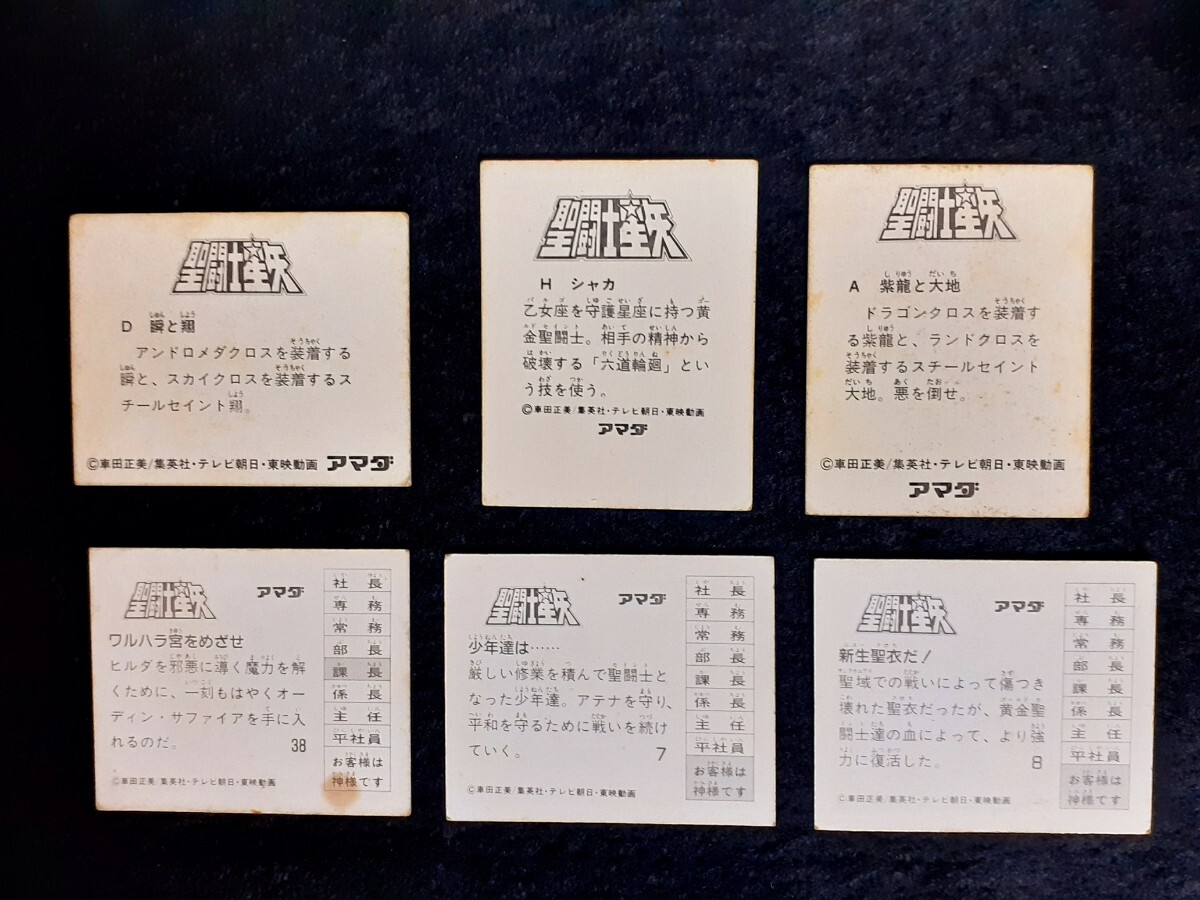 聖闘士星矢
D 瞬と翔
アンドロメダクロスを装着する
瞬と、スカイクロスを装着するス
チールセイント翔。
©車田正美/集英社・テレビ朝日・東映動画 アマダ
聖闘士星矢
H シャカ
乙女座を守護星座に持つ黄
金聖闘士。相手の精神から
破壊する「六道輪廻」とい
う技を使う。
©車田正美/集英社・テレビ朝日・東映動画
アマダ
聖闘士星矢
A 紫龍と大地
ドラゴンクロスを装着す
る紫龍と、ランドクロスを
装着するスチールセイント
大地。悪を倒せ。
©車田正美/集英社・テレビ朝日・東映動画
アマダ
聖闘士星矢 アマダ
ワルハラ宮をめざせ
ヒルダを邪悪に導く魔力を解
くために、一刻もはやくオー
ディン・サファイアを手に入
れるのだ。 38
©車田正美/集英社・テレビ朝日・東映動画
社長
専務
常務
部長
課長
係長
主任
平社員
お客様は
神様です
聖闘士星矢 アマダ
少年達は……
厳しい修業を積んで聖闘士と
なった少年達。アテナを守り、
平和を守るために戦いを続け
ていく。 7
©車田正美/集英社・テレビ朝日・東映動画
社長
専務
常務
部長
課長
係長
主任
平社員
お客様は
神様です
聖闘士星矢 アマダ
新生聖衣だ!
聖域での戦いによって傷つき
壊れた聖衣だったが、黄金聖
闘士達の血によって、より強
力に復活した。 8
©車田正美/集英社・テレビ朝日・東映動画
社長
専務
常務
部長
課長
係長
主任
平社員
お客様は
神様です